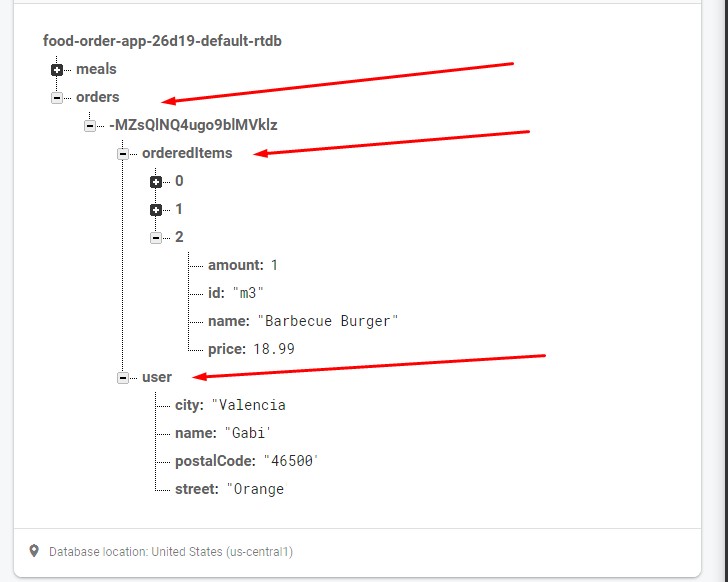 food-order-app-26d19-default-rtdb
meals
orders
-MZsQlNQ4ugo9blMVklz
orderedItems
0
1
2
amount: 1
id: "m3"
name: "Barbecue Burger"
price: 18.99
user
city: "Valencia
name: "Gabi'
postalCode: "46500'
street: "Orange
Database location: United States (us-central1)